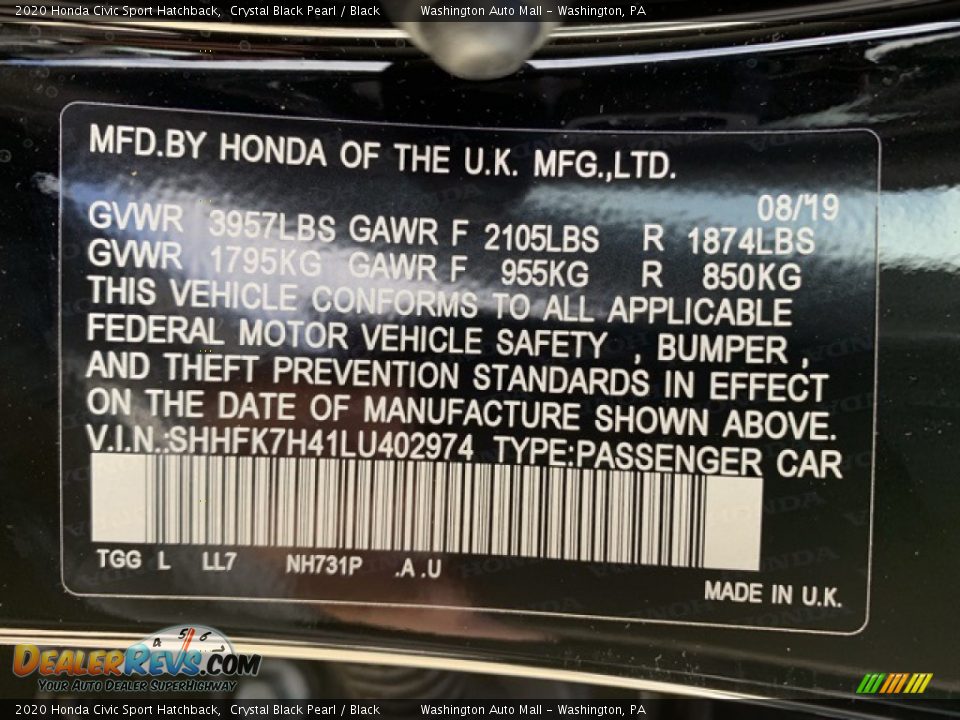 2020 Honda Civic Sport Hatchback,  Crystal Black Pearl / Black    Washington Auto Mall - Washington, PA
MFD.BY HONDA OF THE U.K. MFG.,LTD.
08/19
GVWR 3957LBS GAWR F 2105LBS R 1874LBS
GVWR 1795KG GAWR F 955KG R 850KG
THIS VEHICLE CONFORMS TO ALL APPLICABLE
FEDERAL MOTOR VEHICLE SAFETY , BUMPER ,
AND THEFT PREVENTION STANDARDS IN EFFECT
ON THE DATE OF MANUFACTURE SHOWN ABOVE.
V.I.N.:SHHFK7H41LU402974 TYPE:PASSENGER CAR
TGG L LL7 NH731P .A .U
MADE IN U.K.
5 6
DEALERREVS.COM
YOUR AUTO DEALER SUPERHIGHWAY
2020 Honda Civic Sport Hatchback,  Crystal Black Pearl / Black    Washington Auto Mall - Washington, PA